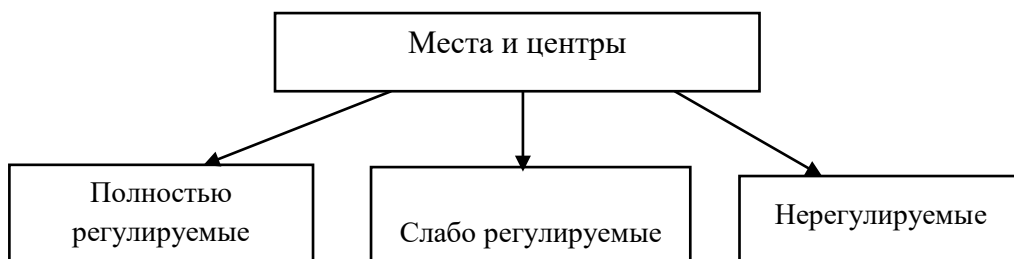 Места и центры
Полностью
регулируемые
Слабо регулируемые
Нерегулируемые